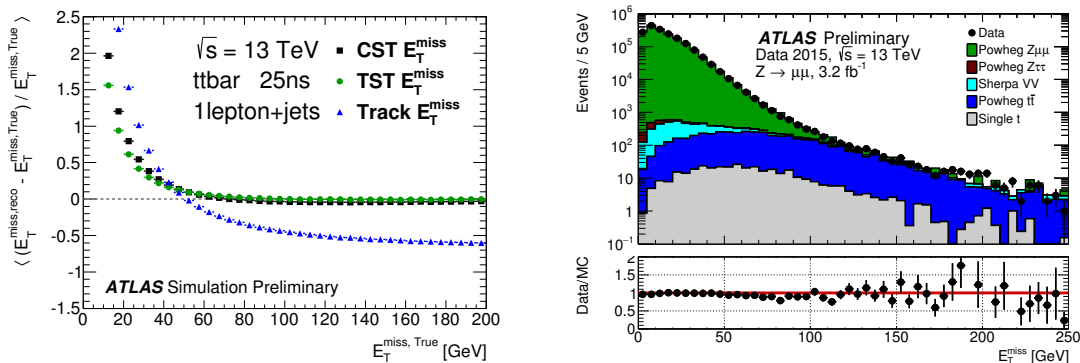 ⟨ (E_T^miss,reco - E_T^miss,True) / E_T^miss,True ⟩
2.5
2
1.5
1
0.5
0
-0.5
-1
-1.5
√s = 13 TeV
ttbar 25ns
1lepton+jets
CST E_T^miss
TST E_T^miss
Track E_T^miss
ATLAS Simulation Preliminary
0 20 40 60 80 100 120 140 160 180 200
E_T^miss, True [GeV]
Events / 5 GeV
10^6
10^5
10^4
10^3
10^2
10
1
10^−1
ATLAS Preliminary
Data 2015, √s = 13 TeV
Z → μμ, 3.2 fb^-1
Data
Powheg Zμμ
Powheg Zττ
Sherpa VV
Powheg tt̄
Single t
Data/MC
2
1.5
1
0.5
0
0 50 100 150 200 250
E_T^miss [GeV]